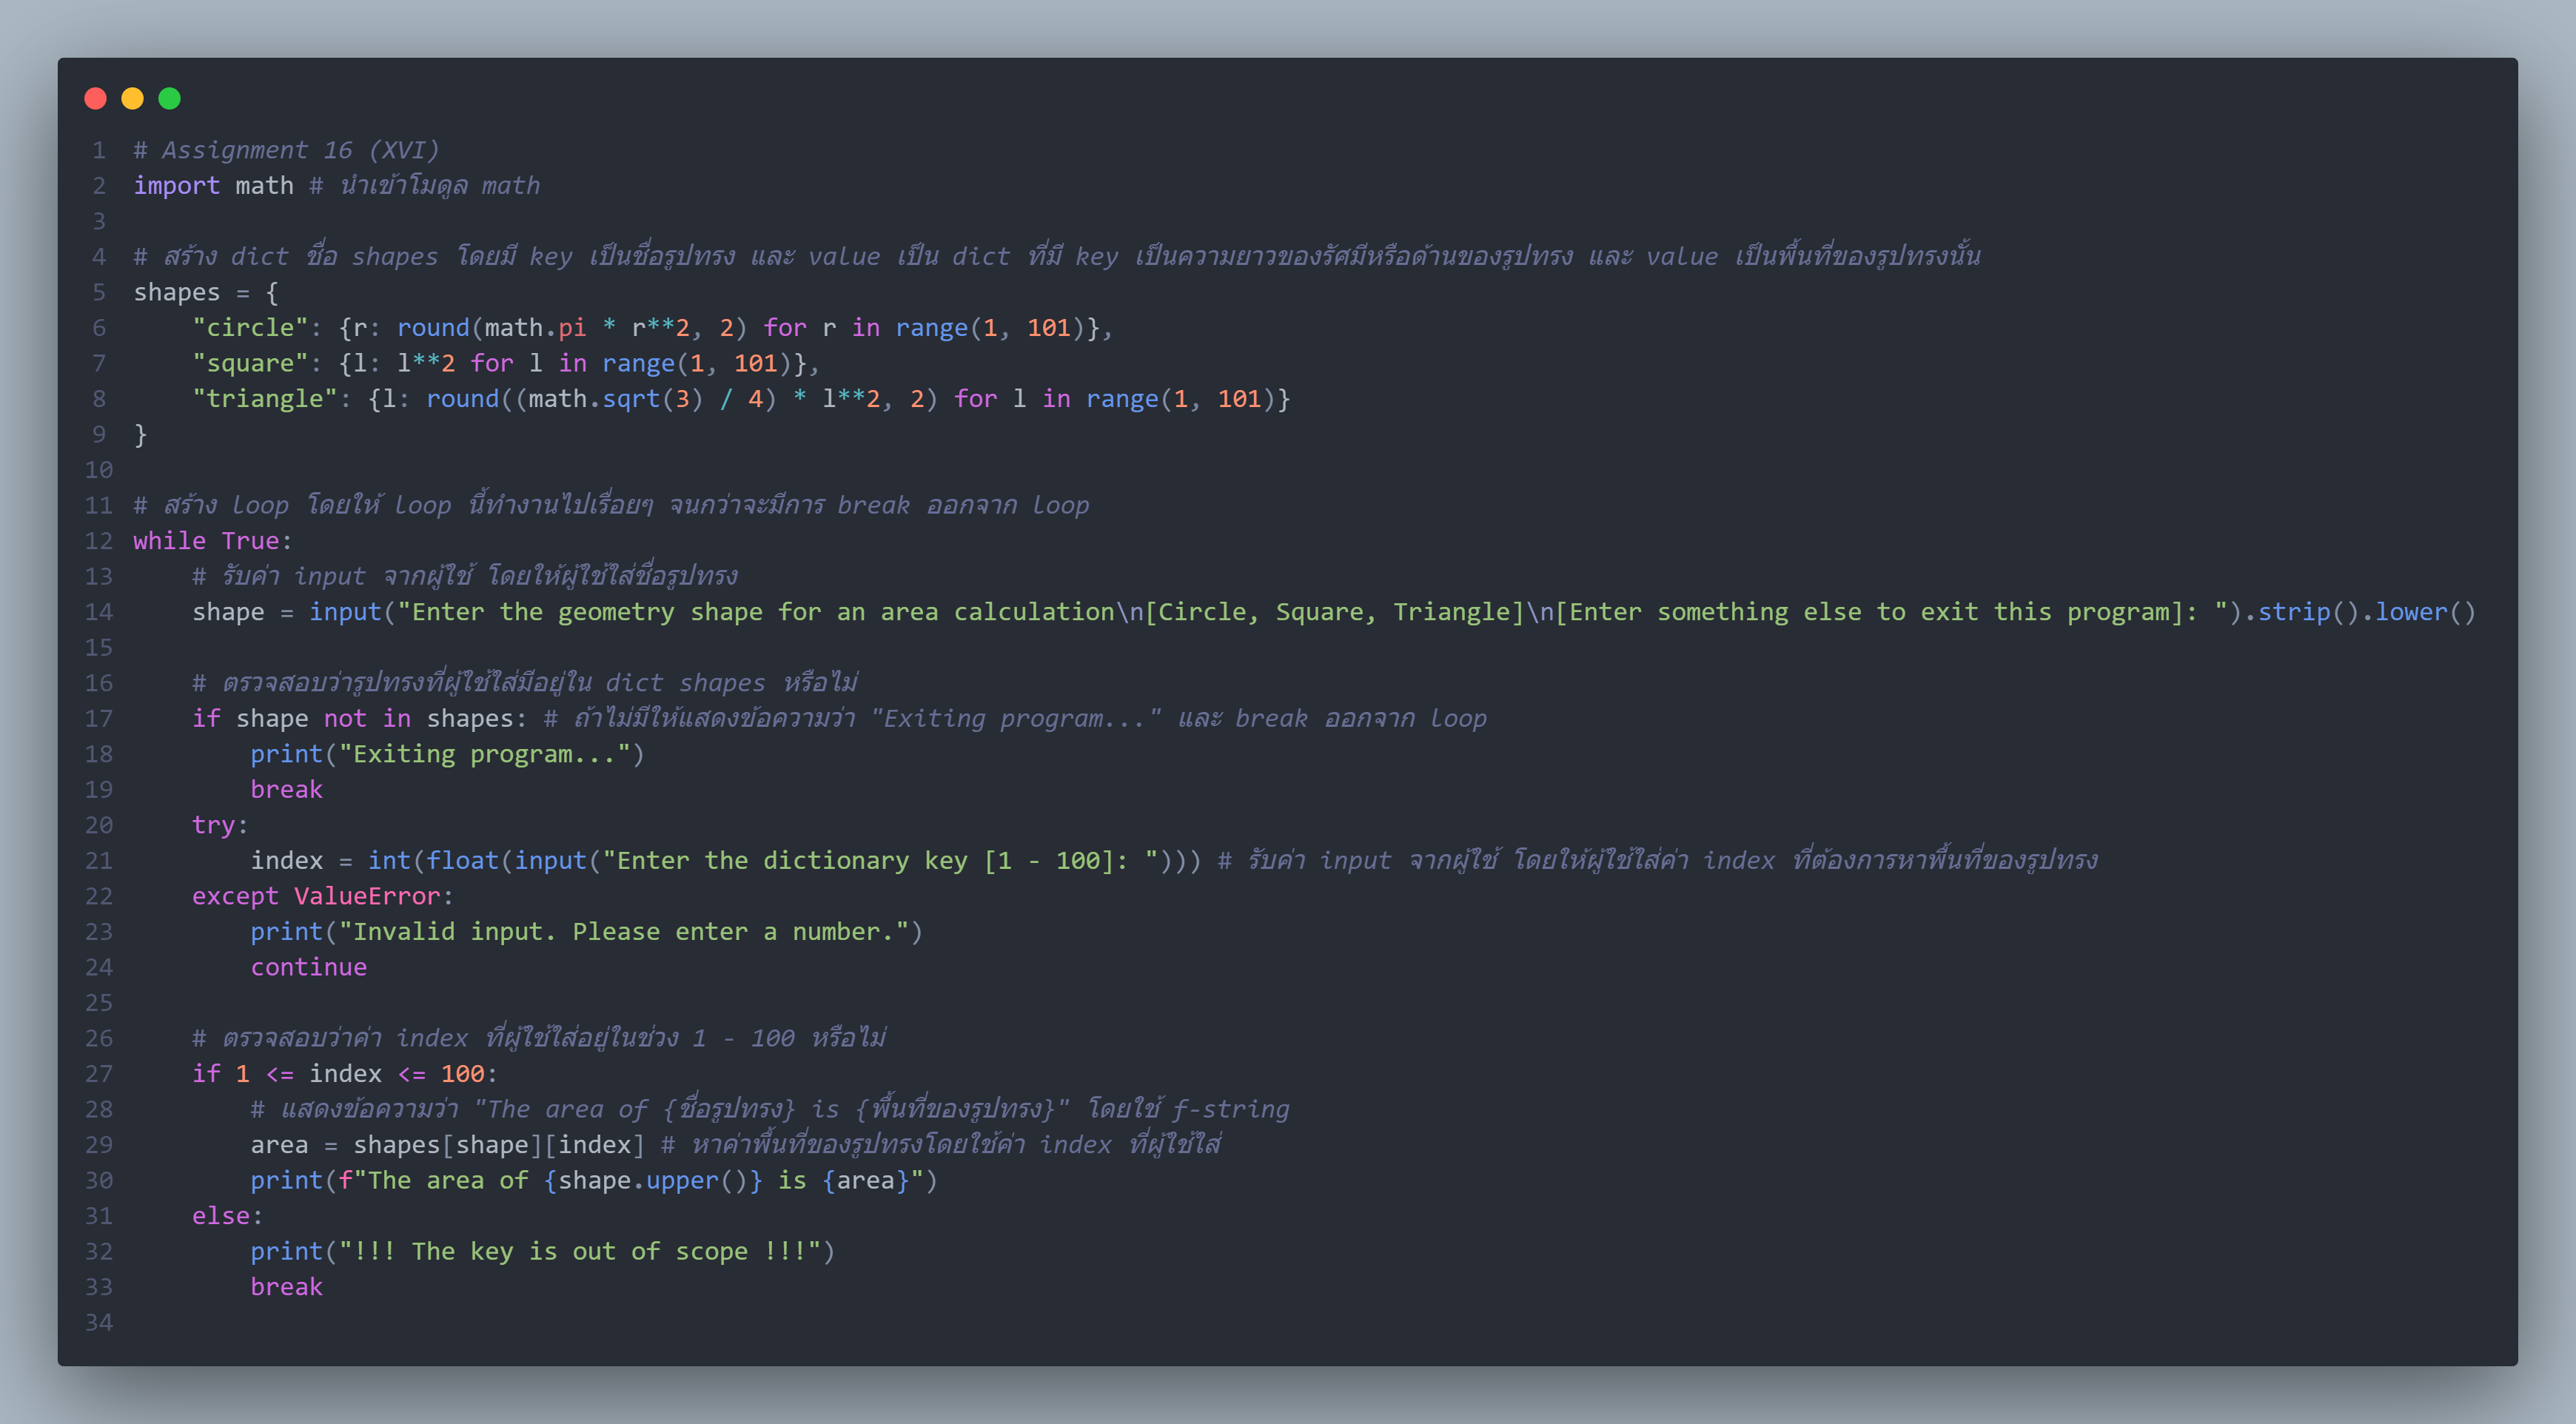 1 # Assignment 16 (XVI)
2 import math # นำเข้าโมดูล math
3
4 # สร้าง dict ชื่อ shapes โดยมี key เป็นชื่อรูปทรง และ value เป็น dict ที่มี key เป็นความยาวของรัศมีหรือด้านของรูปทรง และ value เป็นพื้นที่ของรูปทรงนั้น
5 shapes = {
6     "circle": {r: round(math.pi * r**2, 2) for r in range(1, 101)},
7     "square": {l: l**2 for l in range(1, 101)},
8     "triangle": {l: round((math.sqrt(3) / 4) * l**2, 2) for l in range(1, 101)}
9 }
10
11 # สร้าง loop โดยให้ loop นี้ทำงานไปเรื่อยๆ จนกว่าจะมีการ break ออกจาก loop
12 while True:
13     # รับค่า input จากผู้ใช้ โดยให้ผู้ใช้ใส่ชื่อรูปทรง
14     shape = input("Enter the geometry shape for an area calculation\n[Circle, Square, Triangle]\n[Enter something else to exit this program]: ").strip().lower()
15
16     # ตรวจสอบว่ารูปทรงที่ผู้ใช้ใส่มีอยู่ใน dict shapes หรือไม่
17     if shape not in shapes: # ถ้าไม่มีให้แสดงข้อความว่า "Exiting program..." และ break ออกจาก loop
18         print("Exiting program...")
19         break
20     try:
21         index = int(float(input("Enter the dictionary key [1 - 100]: "))) # รับค่า input จากผู้ใช้ โดยให้ผู้ใช้ใส่ค่า index ที่ต้องการหาพื้นที่ของรูปทรง
22     except ValueError:
23         print("Invalid input. Please enter a number.")
24         continue
25
26     # ตรวจสอบว่าค่า index ที่ผู้ใช้ใส่อยู่ในช่วง 1 - 100 หรือไม่
27     if 1 <= index <= 100:
28         # แสดงข้อความว่า "The area of {ชื่อรูปทรง} is {พื้นที่ของรูปทรง}" โดยใช้ f-string
29         area = shapes[shape][index] # หาค่าพื้นที่ของรูปทรงโดยใช้ค่า index ที่ผู้ใช้ใส่
30         print(f"The area of {shape.upper()} is {area}")
31     else:
32         print("!!! The key is out of scope !!!")
33         break
34